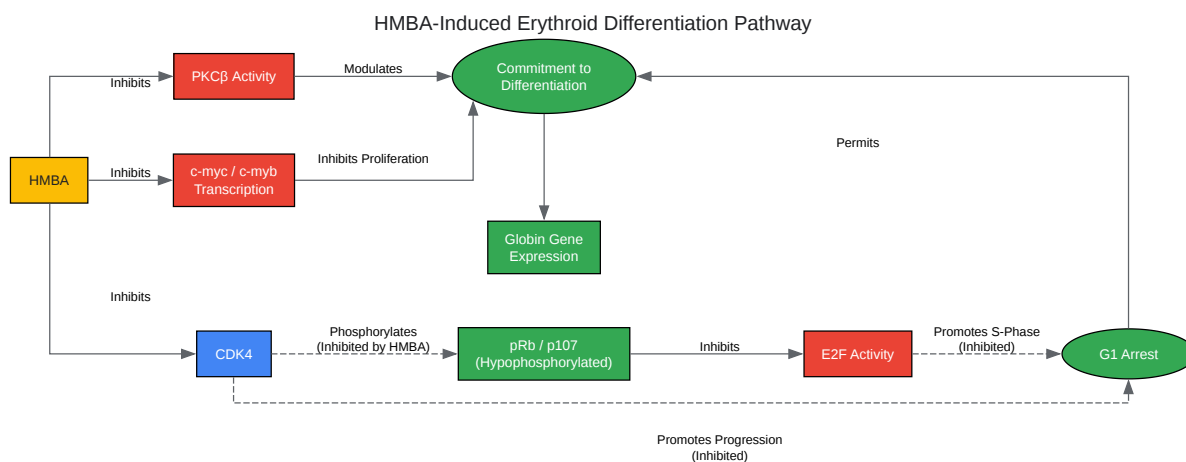 HMBA-Induced Erythroid Differentiation Pathway
Inhibits
PKCβ Activity
Modulates
Commitment to
Differentiation
Permits
HMBA
Inhibits
c-myc / c-myb
Transcription
Inhibits Proliferation
Globin Gene
Expression
Inhibits
CDK4
Phosphorylates
(Inhibited by HMBA)
pRb / p107
(Hypophosphorylated)
Inhibits
E2F Activity
Promotes S-Phase
(Inhibited)
G1 Arrest
Promotes Progression
(Inhibited)